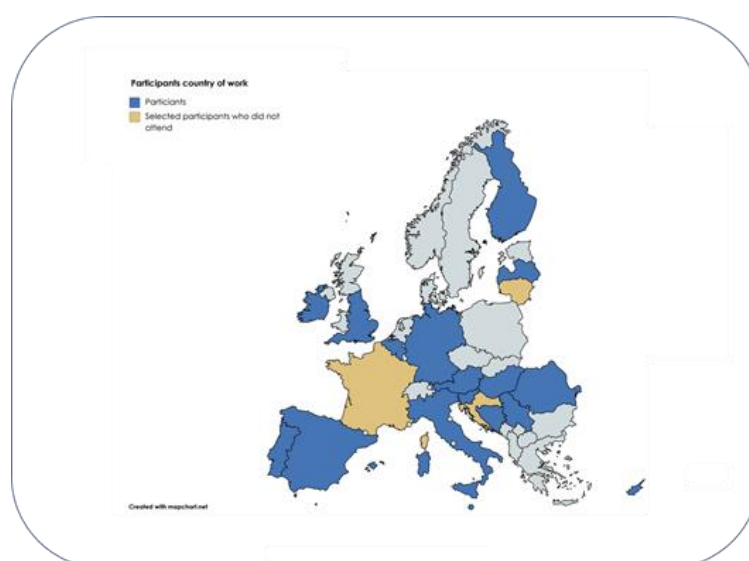 Participants country of work
Particiants
Selected participants who did not
attend
Created with mapchart.net